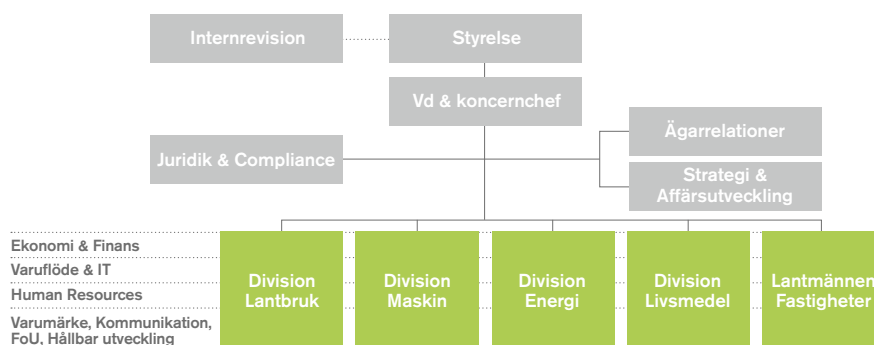 Internrevision
Styrelse
Vd & koncernchef
Juridik & Compliance
Ägarrelationer
Strategi &
Affärsutveckling
Ekonomi & Finans
Varuflöde & IT
Human Resources
Varumärke, Kommunikation,
FoU, Hållbar utveckling
Division
Lantbruk
Division
Maskin
Division
Energi
Division
Livsmedel
Lantmännen
Fastigheter